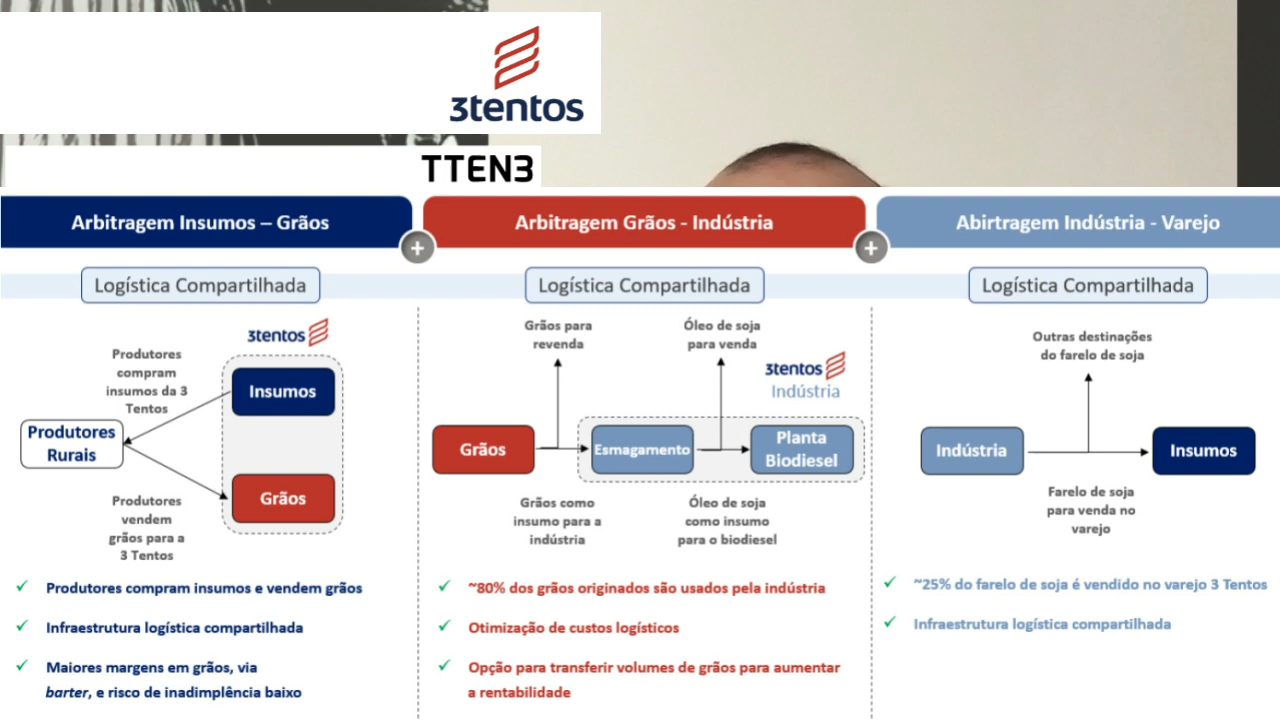 3tentos
TTEN3
Arbitragem Insumos – Grãos
Logística Compartilhada
3tentos
Produtores
compram
insumos da 3
Tentos
Insumos
Produtores
Rurais
Grãos
Produtores
vendem
grãos para a
3 Tentos
Produtores compram insumos e vendem grãos
Infraestrutura logística compartilhada
Maiores margens em grãos, via
barter, e risco de inadimplência baixo
+
Arbitragem Grãos - Indústria
Logística Compartilhada
Grãos para
revenda
Óleo de soja
para venda
3tentos
Indústria
Grãos
Esmagamento
Planta
Biodiesel
Grãos como
insumo para a
indústria
Óleo de soja
como insumo
para o biodiesel
~80% dos grãos originados são usados pela indústria
Otimização de custos logísticos
Opção para transferir volumes de grãos para aumentar
a rentabilidade
+
Abirtragem Indústria - Varejo
Logística Compartilhada
Outras destinações
do farelo de soja
Indústria
Insumos
Farelo de soja
para venda no
varejo
~25% do farelo de soja é vendido no varejo 3 Tentos
Infraestrutura logística compartilhada